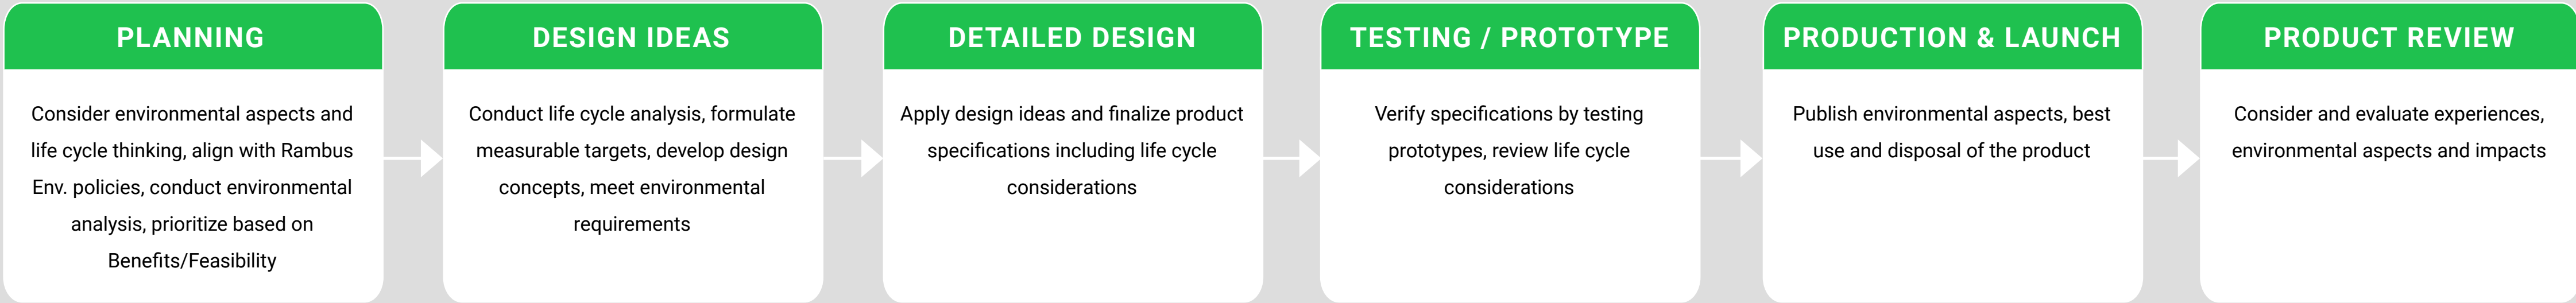 PLANNING
Consider environmental aspects and
life cycle thinking, align with Rambus
Env. policies, conduct environmental
analysis, prioritize based on
Benefits/Feasibility
DESIGN IDEAS
Conduct life cycle analysis, formulate
measurable targets, develop design
concepts, meet environmental
requirements
DETAILED DESIGN
Apply design ideas and finalize product
specifications including life cycle
considerations
TESTING / PROTOTYPE
Verify specifications by testing
prototypes, review life cycle
considerations
PRODUCTION & LAUNCH
Publish environmental aspects, best
use and disposal of the product
PRODUCT REVIEW
Consider and evaluate experiences,
environmental aspects and impacts